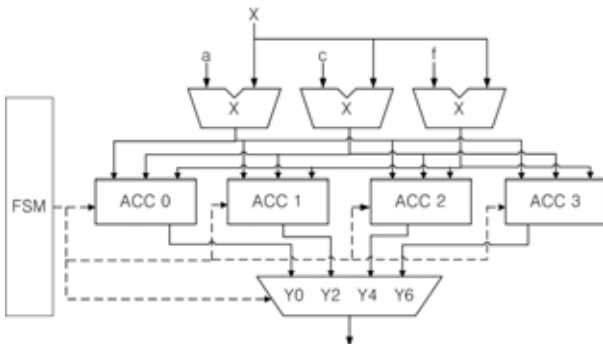 X
a c f
X X X
FSM ACC 0 ACC 1 ACC 2 ACC 3
Y0 Y2 Y4 Y6